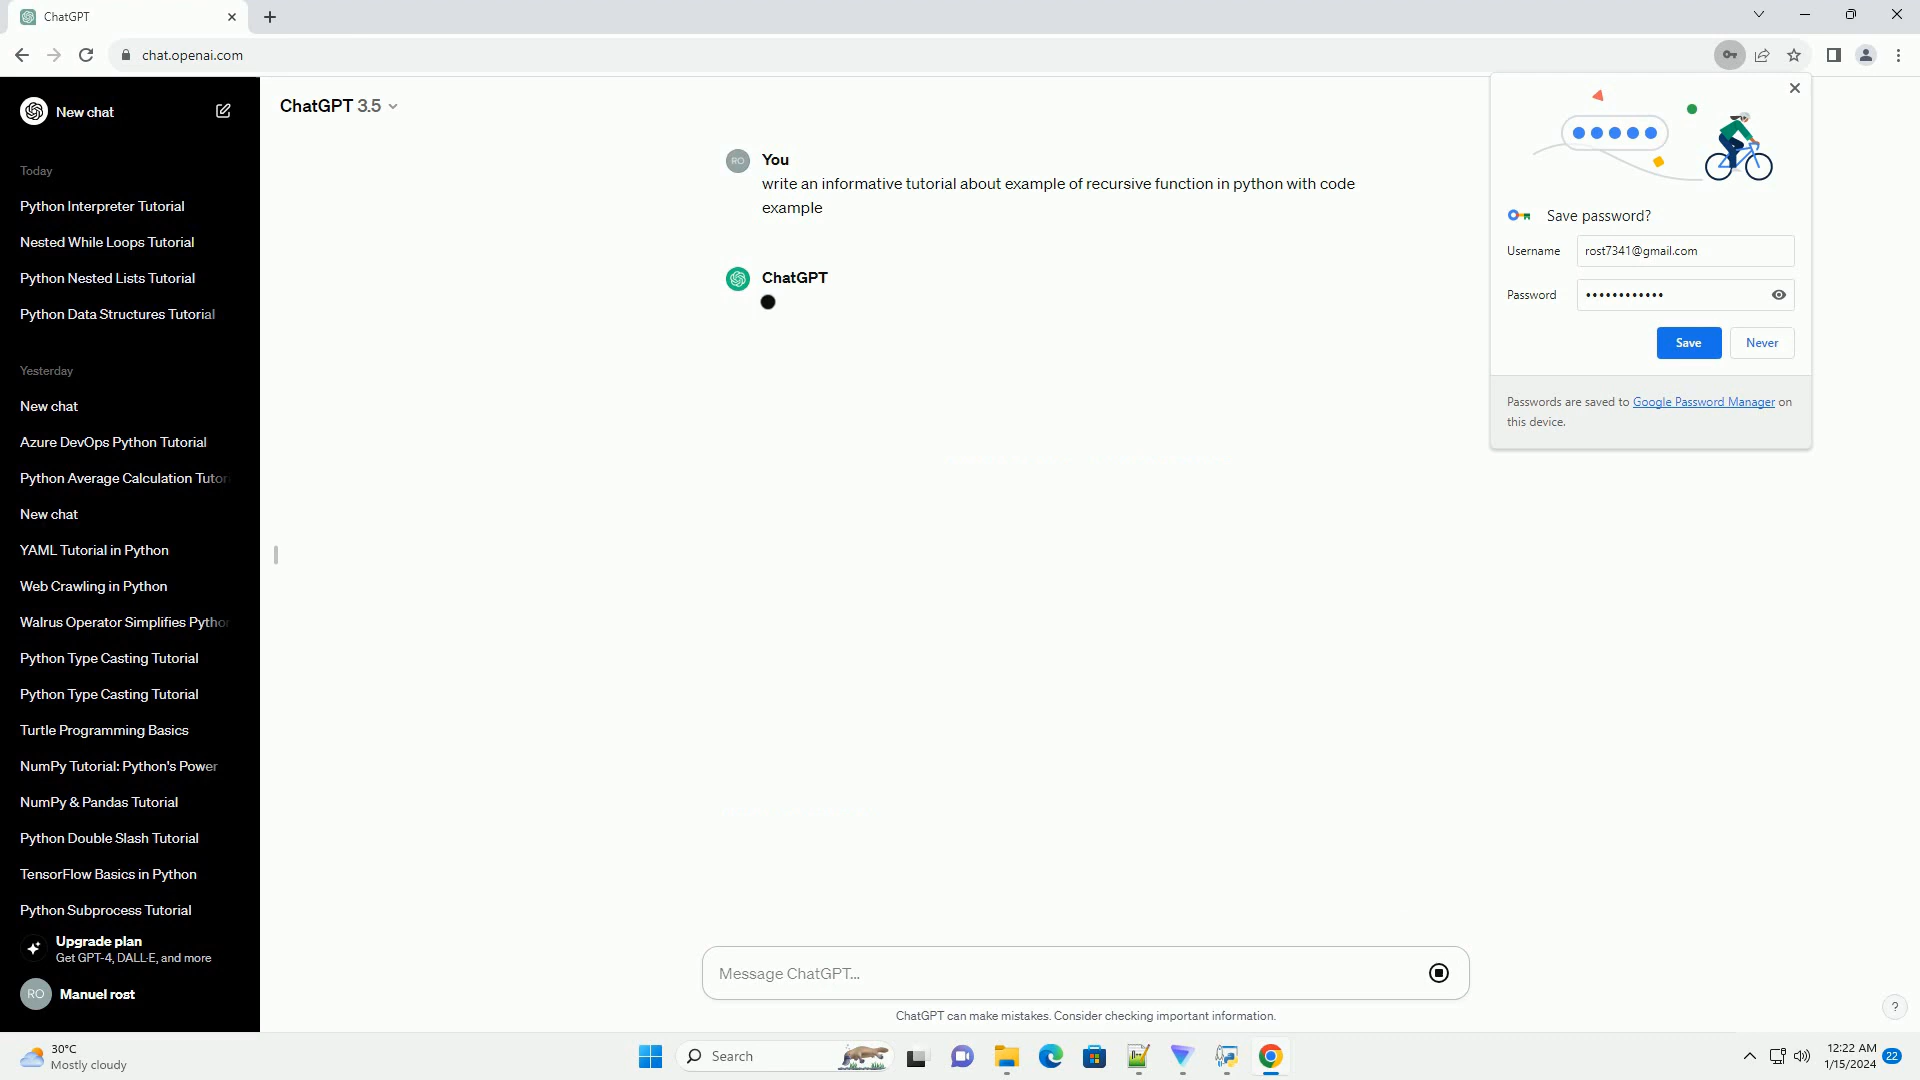 ChatGPT
chat.openai.com
New chat
Today
Python Interpreter Tutorial
Nested While Loops Tutorial
Python Nested Lists Tutorial
Python Data Structures Tutorial
Yesterday
New chat
Azure DevOps Python Tutorial
Python Average Calculation Tutor
New chat
YAML Tutorial in Python
Web Crawling in Python
Walrus Operator Simplifies Python
Python Type Casting Tutorial
Python Type Casting Tutorial
Turtle Programming Basics
NumPy Tutorial: Python's Power
NumPy & Pandas Tutorial
Python Double Slash Tutorial
TensorFlow Basics in Python
Python Subprocess Tutorial
Upgrade plan
Get GPT-4, DALL·E, and more
RO Manuel rost
ChatGPT 3.5
RO You
write an informative tutorial about example of recursive function in python with code
example
ChatGPT
Message ChatGPT...
ChatGPT can make mistakes. Consider checking important information.
?
Save password?
Username rost7341@gmail.com
Password ••••••••••••
Save Never
Passwords are saved to Google Password Manager on
this device.
30°C
Mostly cloudy
Search
12:22 AM
1/15/2024
22